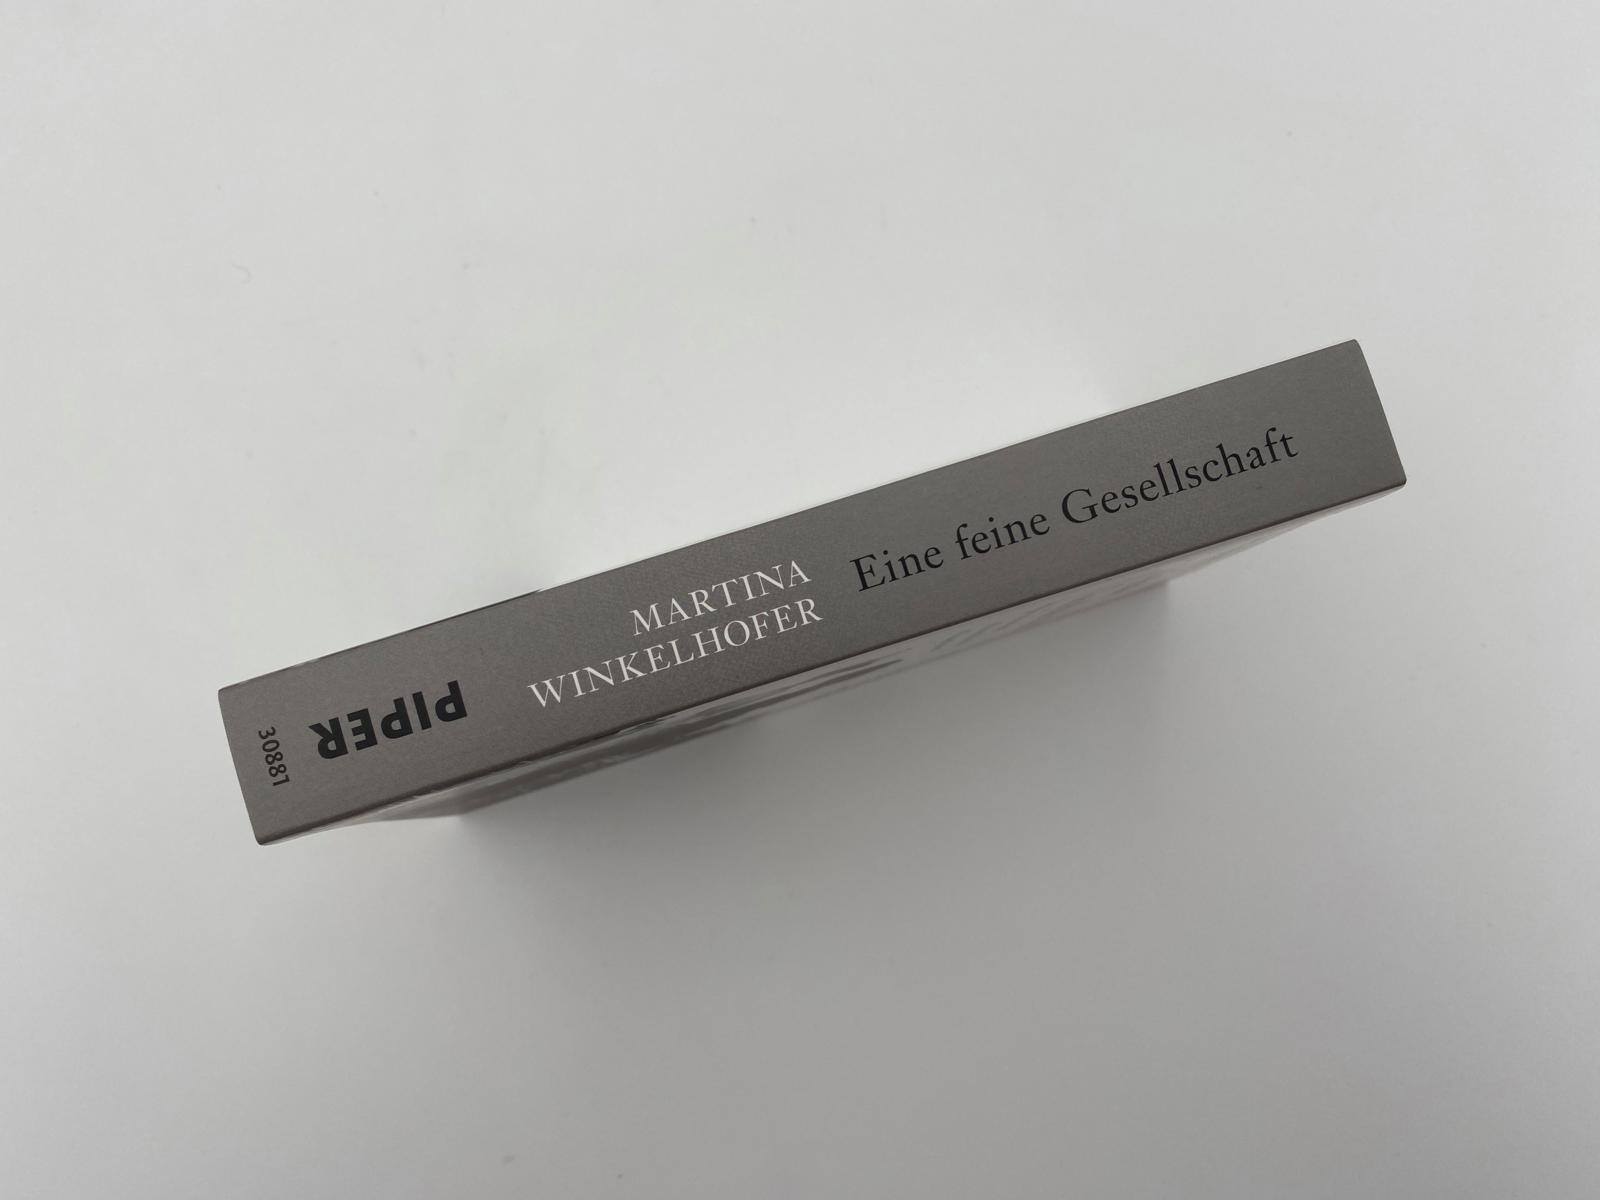 MARTINA
WINKELHOFER
Eine feine Gesellschaft
PIPER
30881